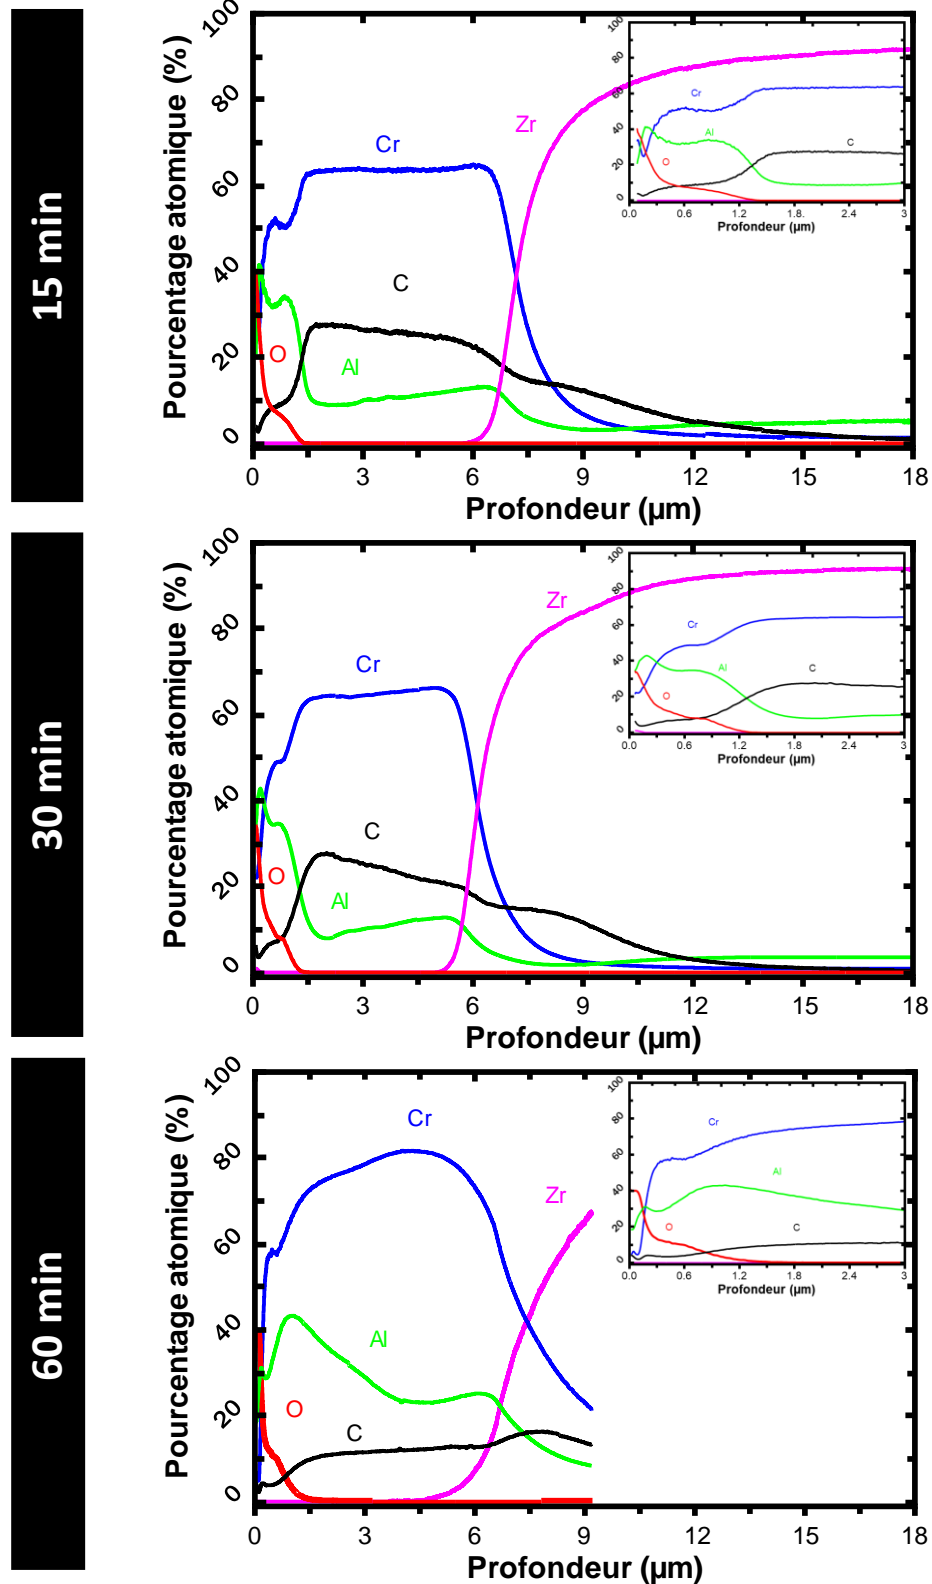 15 min
Pourcentage atomique (%)
100
80
60
40
20
0
Cr
Zr
C
O
Al
0 3 6 9 12 15 18
Profondeur (µm)
100
80
60
40
20
0
Cr
Al
C
O
0.0 0.6 1.2 1.8 2.4 3
Profondeur (µm)
30 min
Pourcentage atomique (%)
100
80
60
40
20
0
Zr
Cr
C
O
Al
0 3 6 9 12 15 18
Profondeur (µm)
100
80
60
40
20
0
Cr
Al
C
O
0.0 0.6 1.2 1.8 2.4 3
Profondeur (µm)
60 min
Pourcentage atomique (%)
100
80
60
40
20
0
Cr
Zr
Al
O
C
0 3 6 9 12 15 18
Profondeur (µm)
100
80
60
40
20
0
Cr
Al
O
C
0.0 0.6 1.2 1.8 2.4 3
Profondeur (µm)